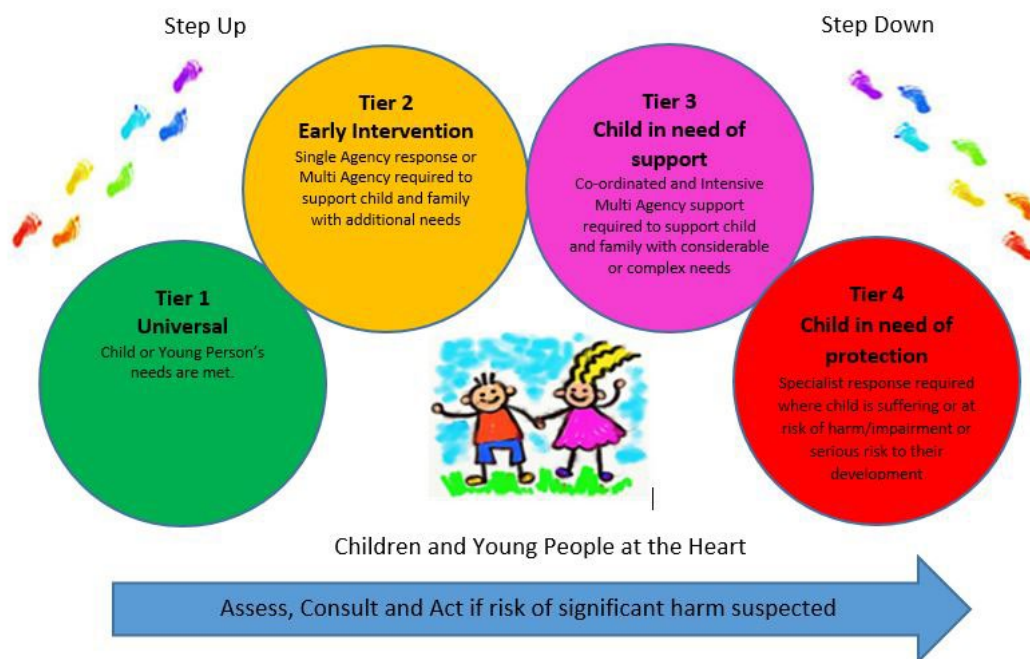 Step Up
Step Down
Tier 2
Early Intervention
Single Agency response or
Multi Agency required to
support child and family
with additional needs
Tier 3
Child in need of
support
Co-ordinated and Intensive
Multi Agency support
required to support child
and family with considerable
or complex needs
Tier 1
Universal
Child or Young Person's
needs are met.
Tier 4
Child in need of
protection
Specialist response required
where child is suffering or at
risk of harm/impairment or
serious risk to their
development
Children and Young People at the Heart
Assess, Consult and Act if risk of significant harm suspected